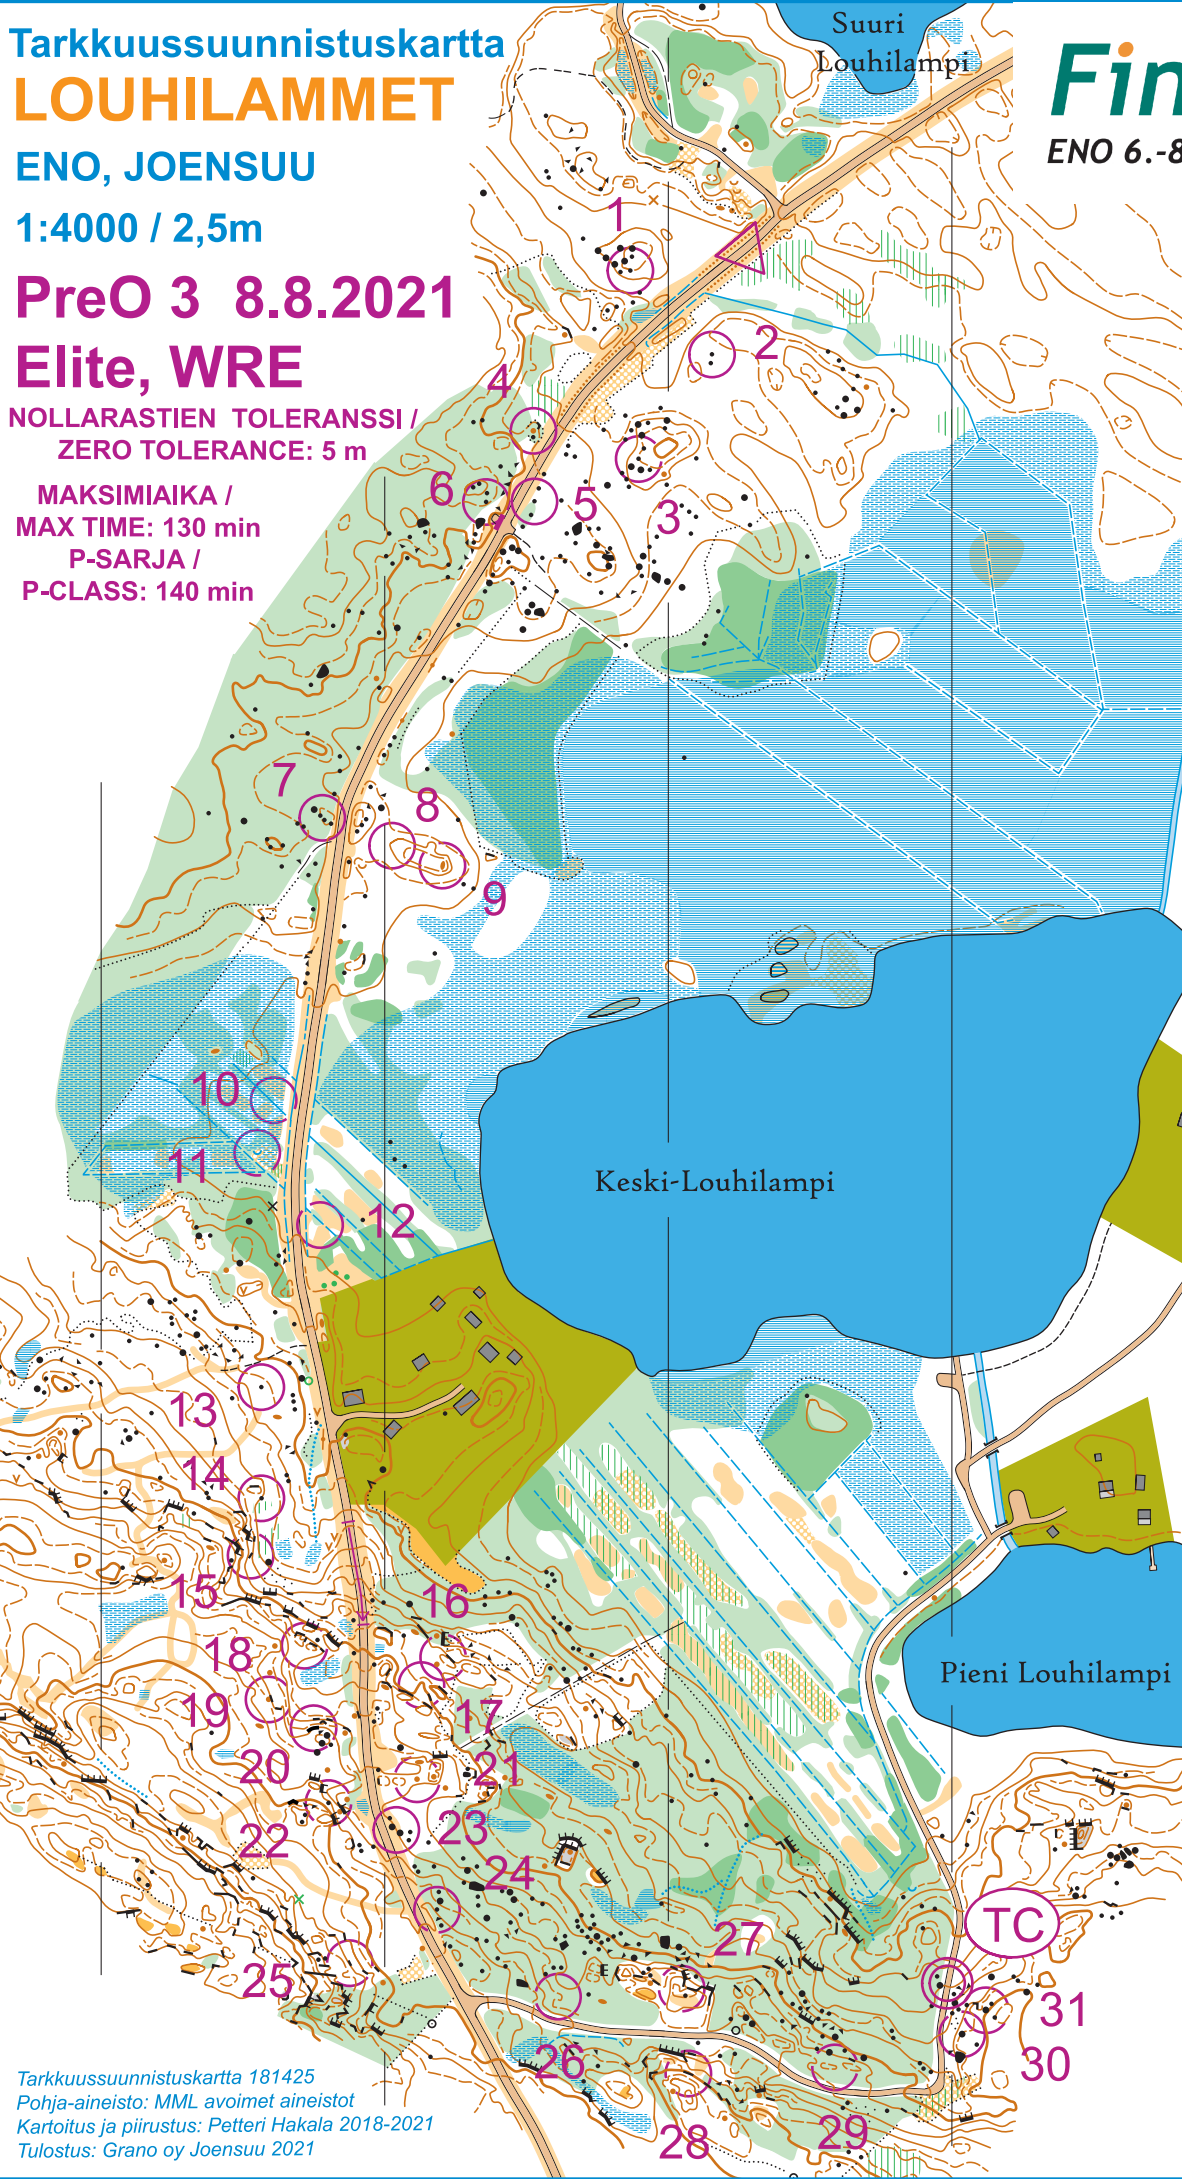 Tarkkuussuunnistuskartta
LOUHILAMMET
ENO, JOENSUU
1:4000 / 2,5m
PreO 3 8.8.2021
Elite, WRE
NOLLARASTIEN TOLERANSSI /
ZERO TOLERANCE: 5 m
MAKSIMIAIKA /
MAX TIME: 130 min
P-SARJA /
P-CLASS: 140 min
Suuri
Louhilampi
Fin
ENO 6.-8
1
2
4
6
5
3
7
8
9
10
11
12
Keski-Louhilampi
13
14
15
16
18
Pieni Louhilampi
19
17
20
21
22
23
24
TC
27
25
31
26
30
28
29
Tarkkuussuunnistuskartta 181425
Pohja-aineisto: MML avoimet aineistot
Kartoitus ja piirustus: Petteri Hakala 2018-2021
Tulostus: Grano oy Joensuu 2021